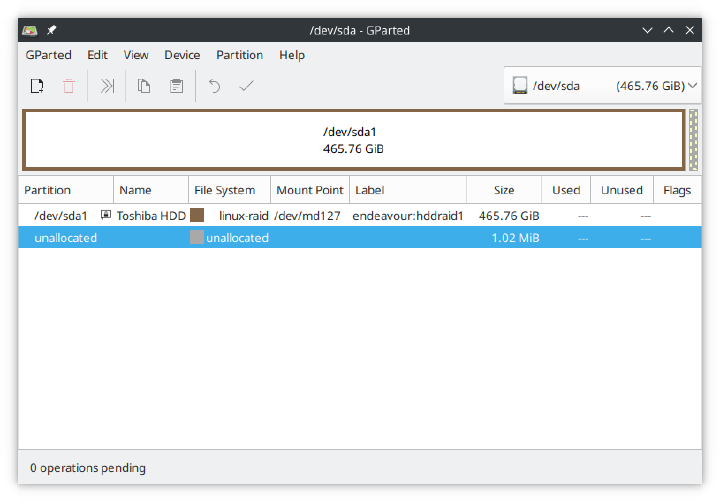 /dev/sda - GParted
GParted Edit View Device Partition Help
/dev/sda (465.76 GiB)
/dev/sda1
465.76 GiB
Partition Name File System Mount Point Label Size Used Unused Flags
/dev/sda1 Toshiba HDD linux-raid /dev/md127 endeavour:hddraid1 465.76 GiB --- ---
unallocated unallocated 1.02 MiB --- ---
0 operations pending